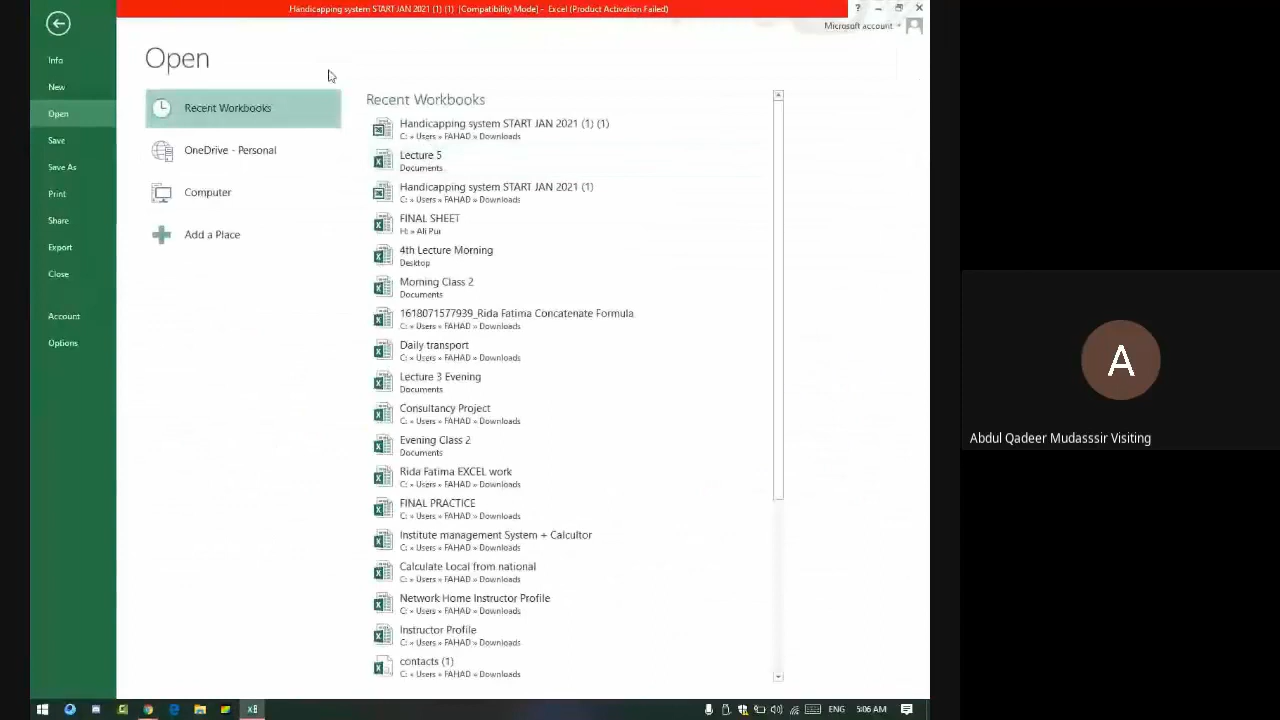 Handicapping system START JAN 2021 (1) (1) [Compatibility Mode] - Excel (Product Activation Failed)
?
Microsoft account
Info
New
Open
Save
Save As
Print
Share
Export
Close
Account
Options
Open
Recent Workbooks
OneDrive - Personal
Computer
Add a Place
Recent Workbooks
Handicapping system START JAN 2021 (1) (1)
C: » Users » FAHAD » Downloads
Lecture 5
Documents
Handicapping system START JAN 2021 (1)
C: » Users » FAHAD » Downloads
FINAL SHEET
H: » Ali Pur
4th Lecture Morning
Desktop
Morning Class 2
Documents
1618071577939_Rida Fatima Concatenate Formula
C: » Users » FAHAD » Downloads
Daily transport
C: » Users » FAHAD » Downloads
Lecture 3 Evening
Documents
Consultancy Project
C: » Users » FAHAD » Downloads
Evening Class 2
Documents
Rida Fatima EXCEL work
C: » Users » FAHAD » Downloads
FINAL PRACTICE
C: » Users » FAHAD » Downloads
Institute management System + Calcultor
C: » Users » FAHAD » Downloads
Calculate Local from national
C: » Users » FAHAD » Downloads
Network Home Instructor Profile
C: » Users » FAHAD » Downloads
Instructor Profile
C: » Users » FAHAD » Downloads
contacts (1)
C: » Users » FAHAD » Downloads
A
Abdul Qadeer Mudasssir Visiting
ENG
5:06 AM